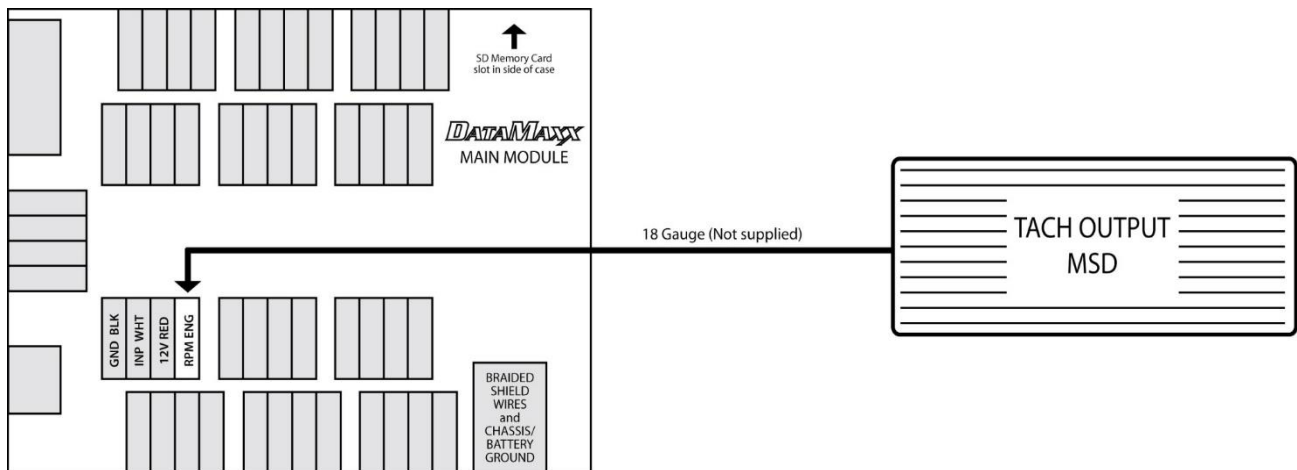 SD Memory Card
slot in side of case
DATAMAXX
MAIN MODULE
18 Gauge (Not supplied)
TACH OUTPUT
MSD
GND BLK
INP WHT
12V RED
RPM ENG
BRAIDED
SHIELD
WIRES
and
CHASSIS/
BATTERY
GROUND